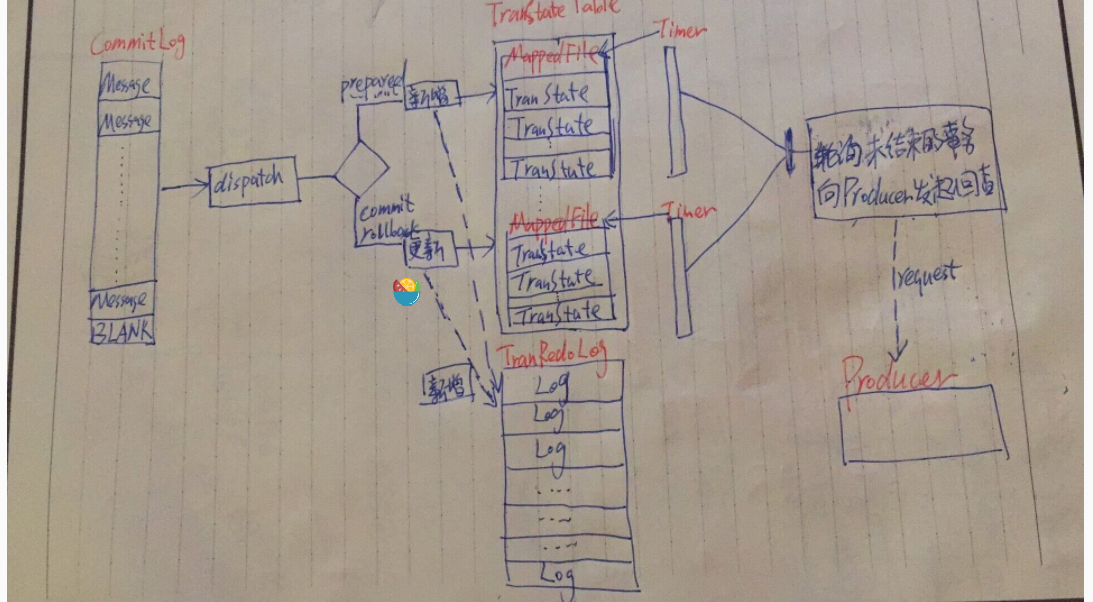 CommitLog
Message
Message
Message
BLANK
dispatch
prepared
新增
commit
rollback
更新
新增
TranStateTable
MappedFile
TranState
TranState
TranState
MappedFile
TranState
TranState
TranState
TranRedoLog
Log
Log
Log
Log
Timer
Timer
轮询未结束的事务
向Producer发起回查
request
Producer